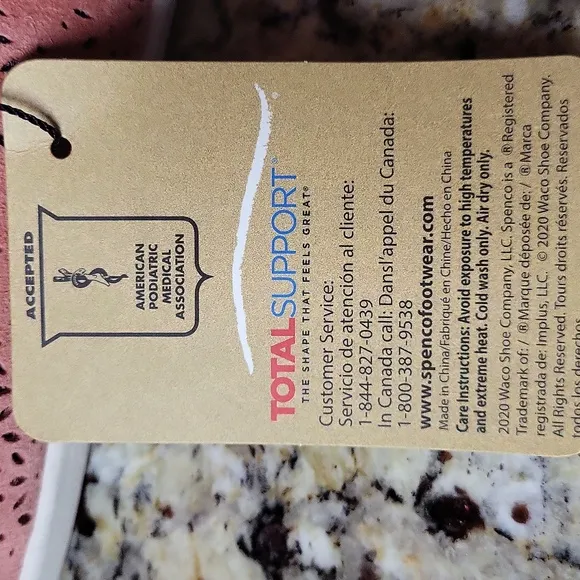 ACCEPTED
AMERICAN
PODIATRIC
MEDICAL
ASSOCIATION
TOTALSUPPORT®
THE SHAPE THAT FEELS GREAT®
Customer Service:
Servicio de atención al cliente:
1-844-827-0439
In Canada call: Dansl'appel du Canada:
1-800-387-9538
www.spencofootwear.com
Made in China/Fabriqué en Chine/Hecho en China
Care Instructions: Avoid exposure to high temperatures
and extreme heat. Cold wash only. Air dry only.
2020 Waco Shoe Company, LLC. Spenco is a ®Registered
Trademark of: / ®Marque déposée de: / ®Marca
registrada de: Implus, LLC. © 2020 Waco Shoe Company.
All Rights Reserved. Tous droits réservés. Reservados
todos los derechos.